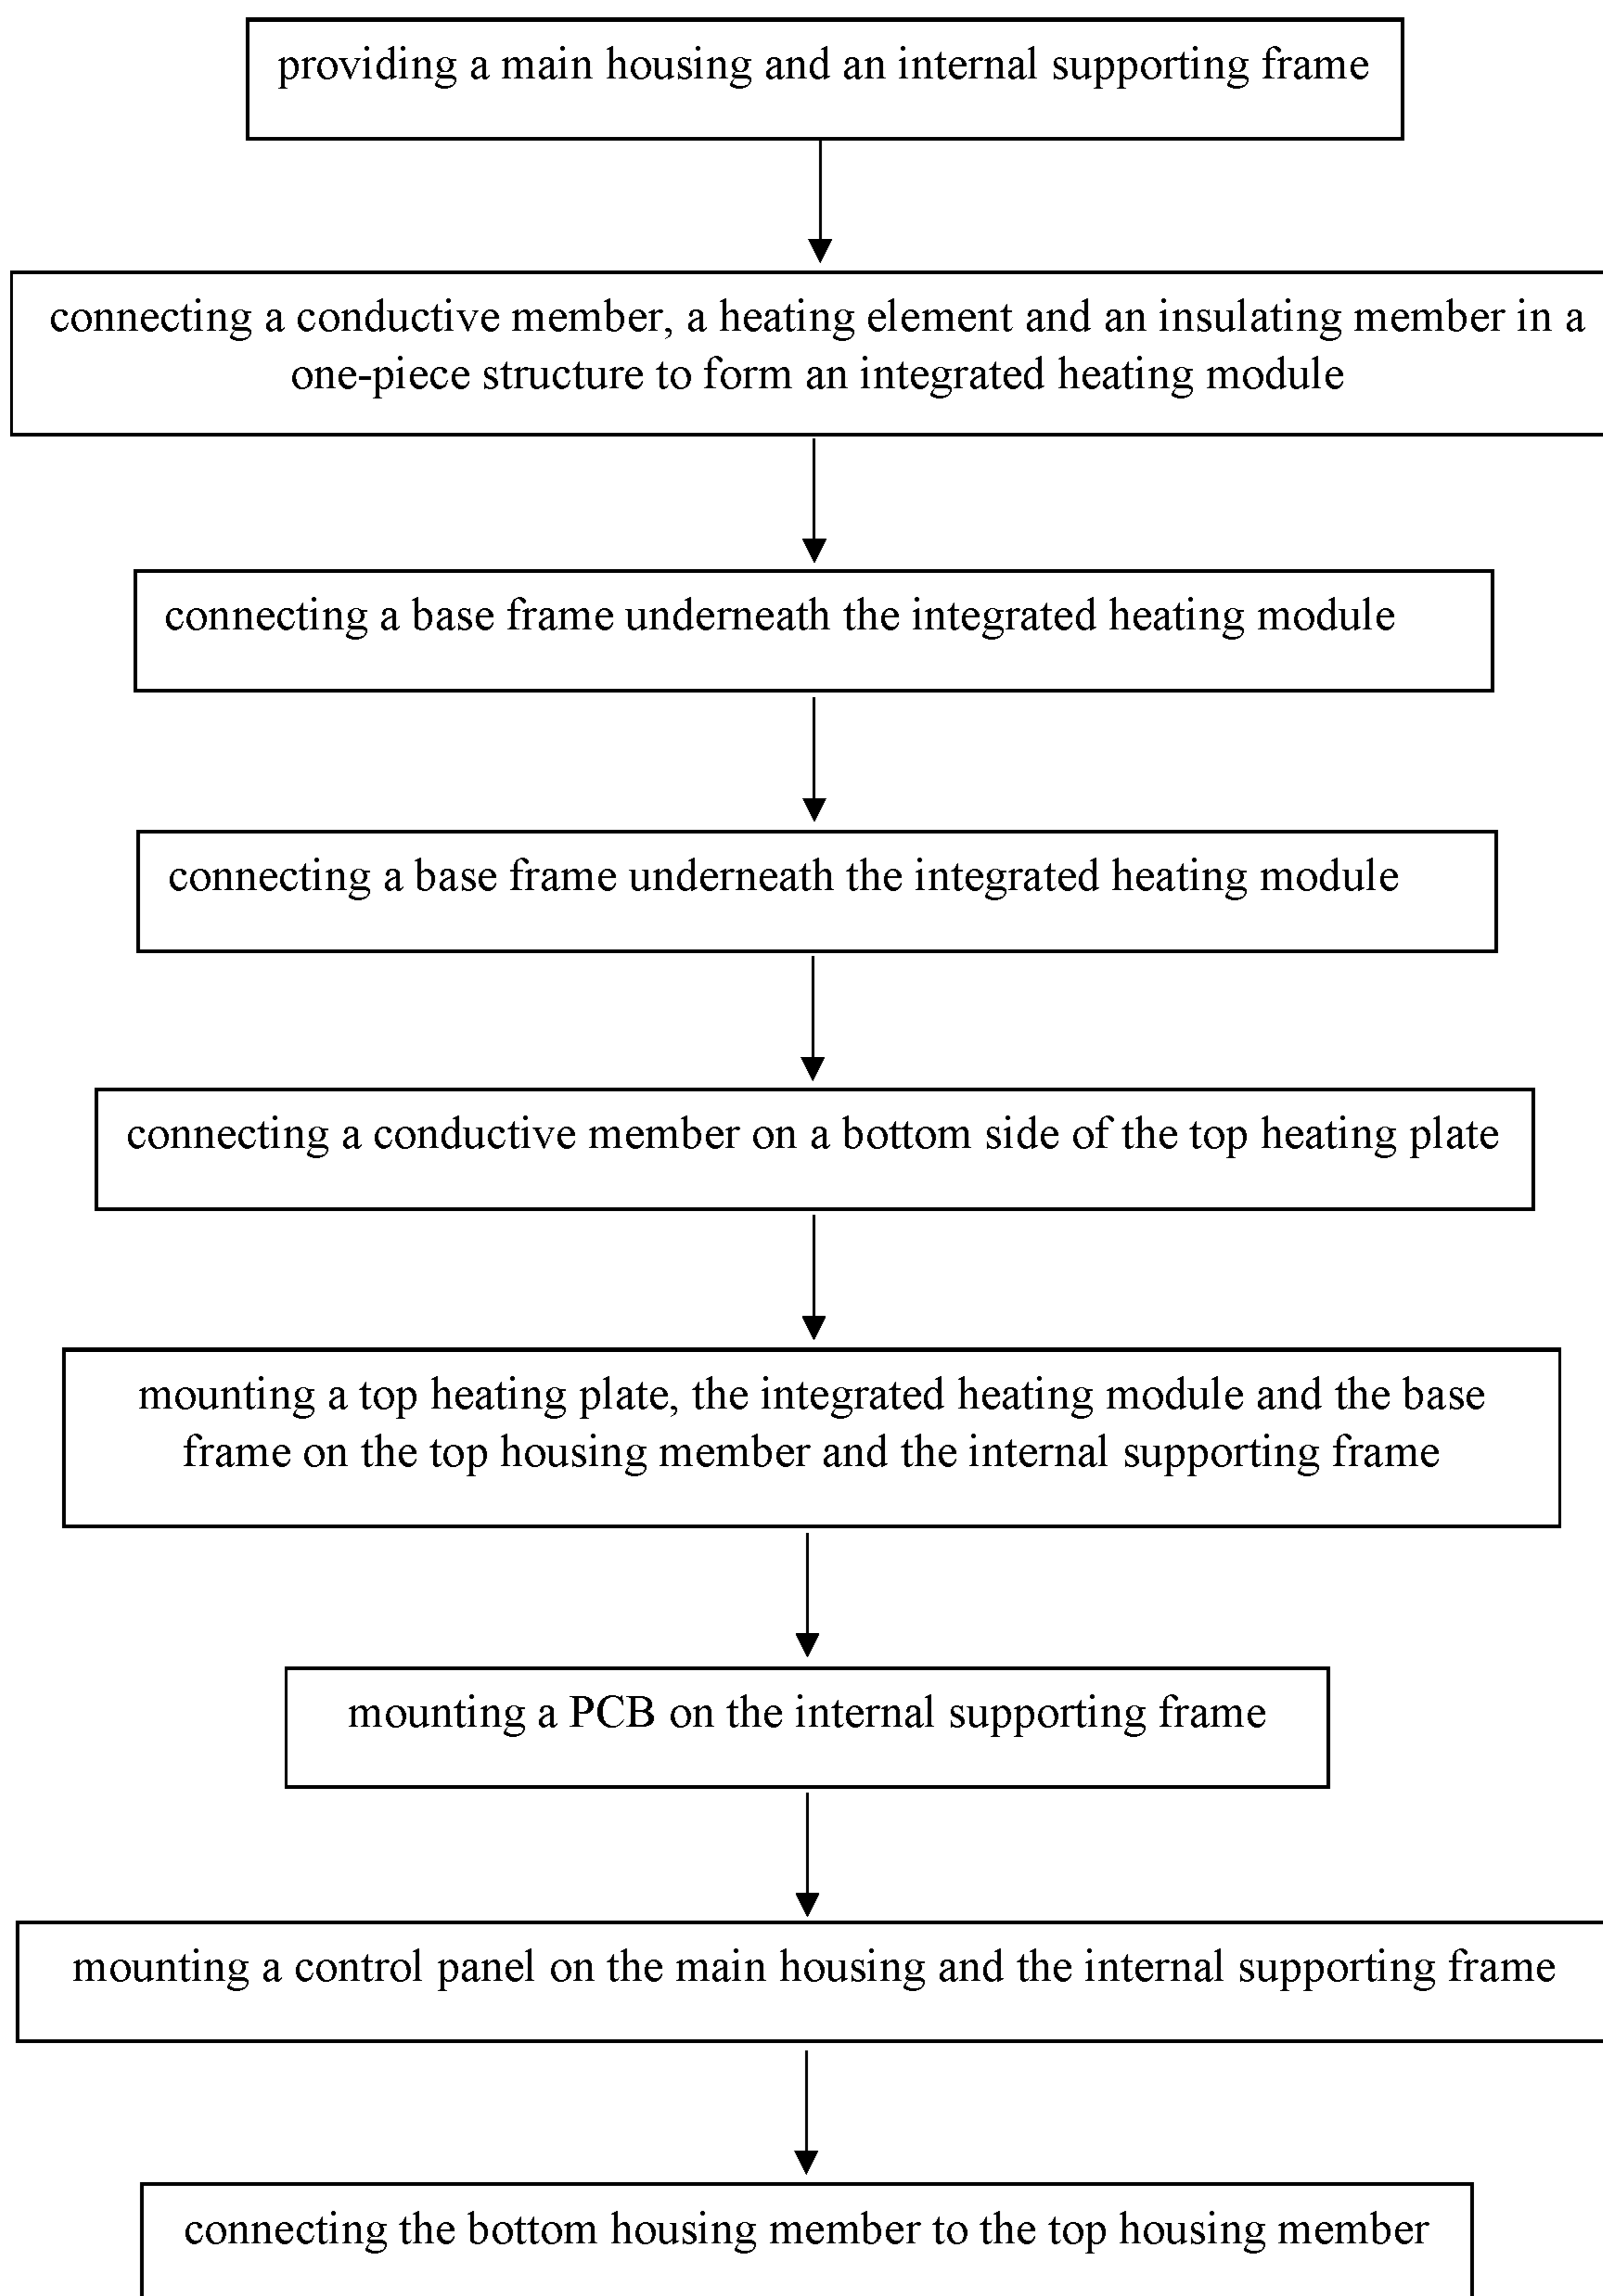 providing a main housing and an internal supporting frame
connecting a conductive member, a heating element and an insulating member in a
one-piece structure to form an integrated heating module
connecting a base frame underneath the integrated heating module
connecting a base frame underneath the integrated heating module
connecting a conductive member on a bottom side of the top heating plate
mounting a top heating plate, the integrated heating module and the base
frame on the top housing member and the internal supporting frame
mounting a PCB on the internal supporting frame
mounting a control panel on the main housing and the internal supporting frame
connecting the bottom housing member to the top housing member